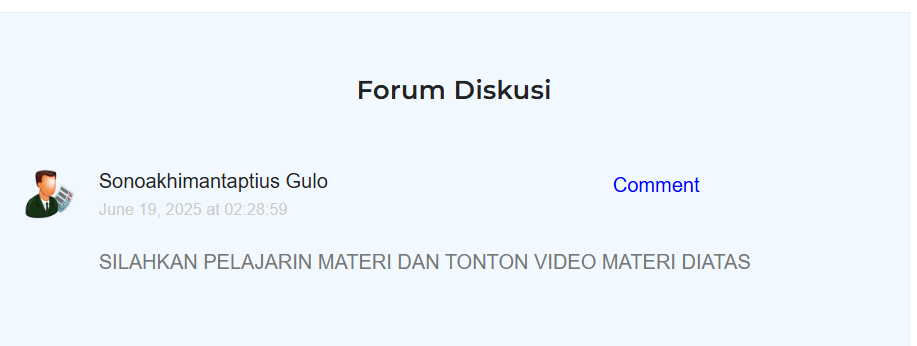 Forum Diskusi
Sonoakhimantaptius Gulo
Comment
June 19, 2025 at 02:28:59
SILAHKAN PELAJARIN MATERI DAN TONTON VIDEO MATERI DIATAS